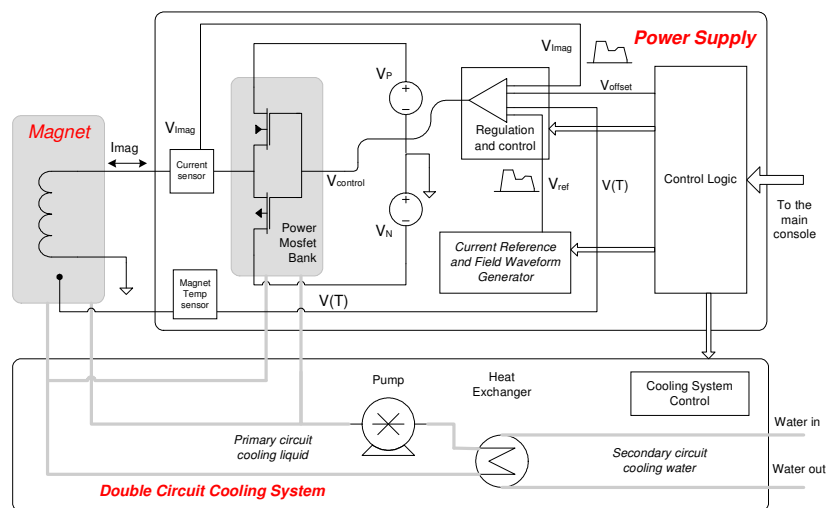 Power Supply
VImag
VP
Voffset
Magnet
Imag
VImag
Regulation
and control
Current
sensor
Vcontrol
Vref
V(T)
Control Logic
To the
main
console
VN
Power
Mosfet
Bank
Current Reference
and Field Waveform
Generator
Magnet
Temp
sensor
V(T)
Pump
Heat
Exchanger
Cooling System
Control
Water in
Primary circuit
cooling liquid
Secondary circuit
cooling water
Water out
Double Circuit Cooling System